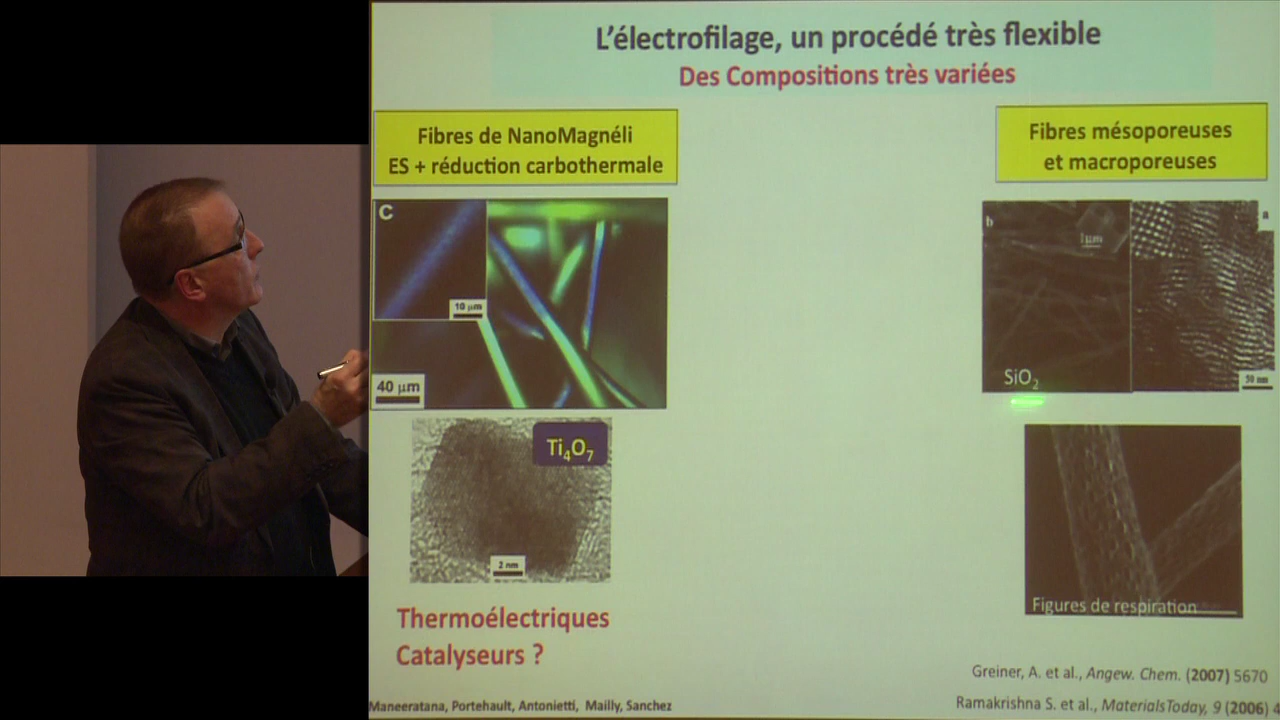 L'électrofilage, un procédé très flexible
Des Compositions très variées
Fibres de NanoMagnéli
ES + réduction carbothermale
C
10 µm
40 µm
Ti₄O₇
2 nm
Thermoélectriques
Catalyseurs ?
Maneeratana, Portehault, Antonietti, Mailly, Sanchez
Fibres mésoporeuses
et macroporeuses
b
1µm
a
SiO₂
50 nm
Figures de respiration
Greiner, A. et al., Angew. Chem. (2007) 5670
Ramakrishna S. et al., MaterialsToday, 9 (2006) 4